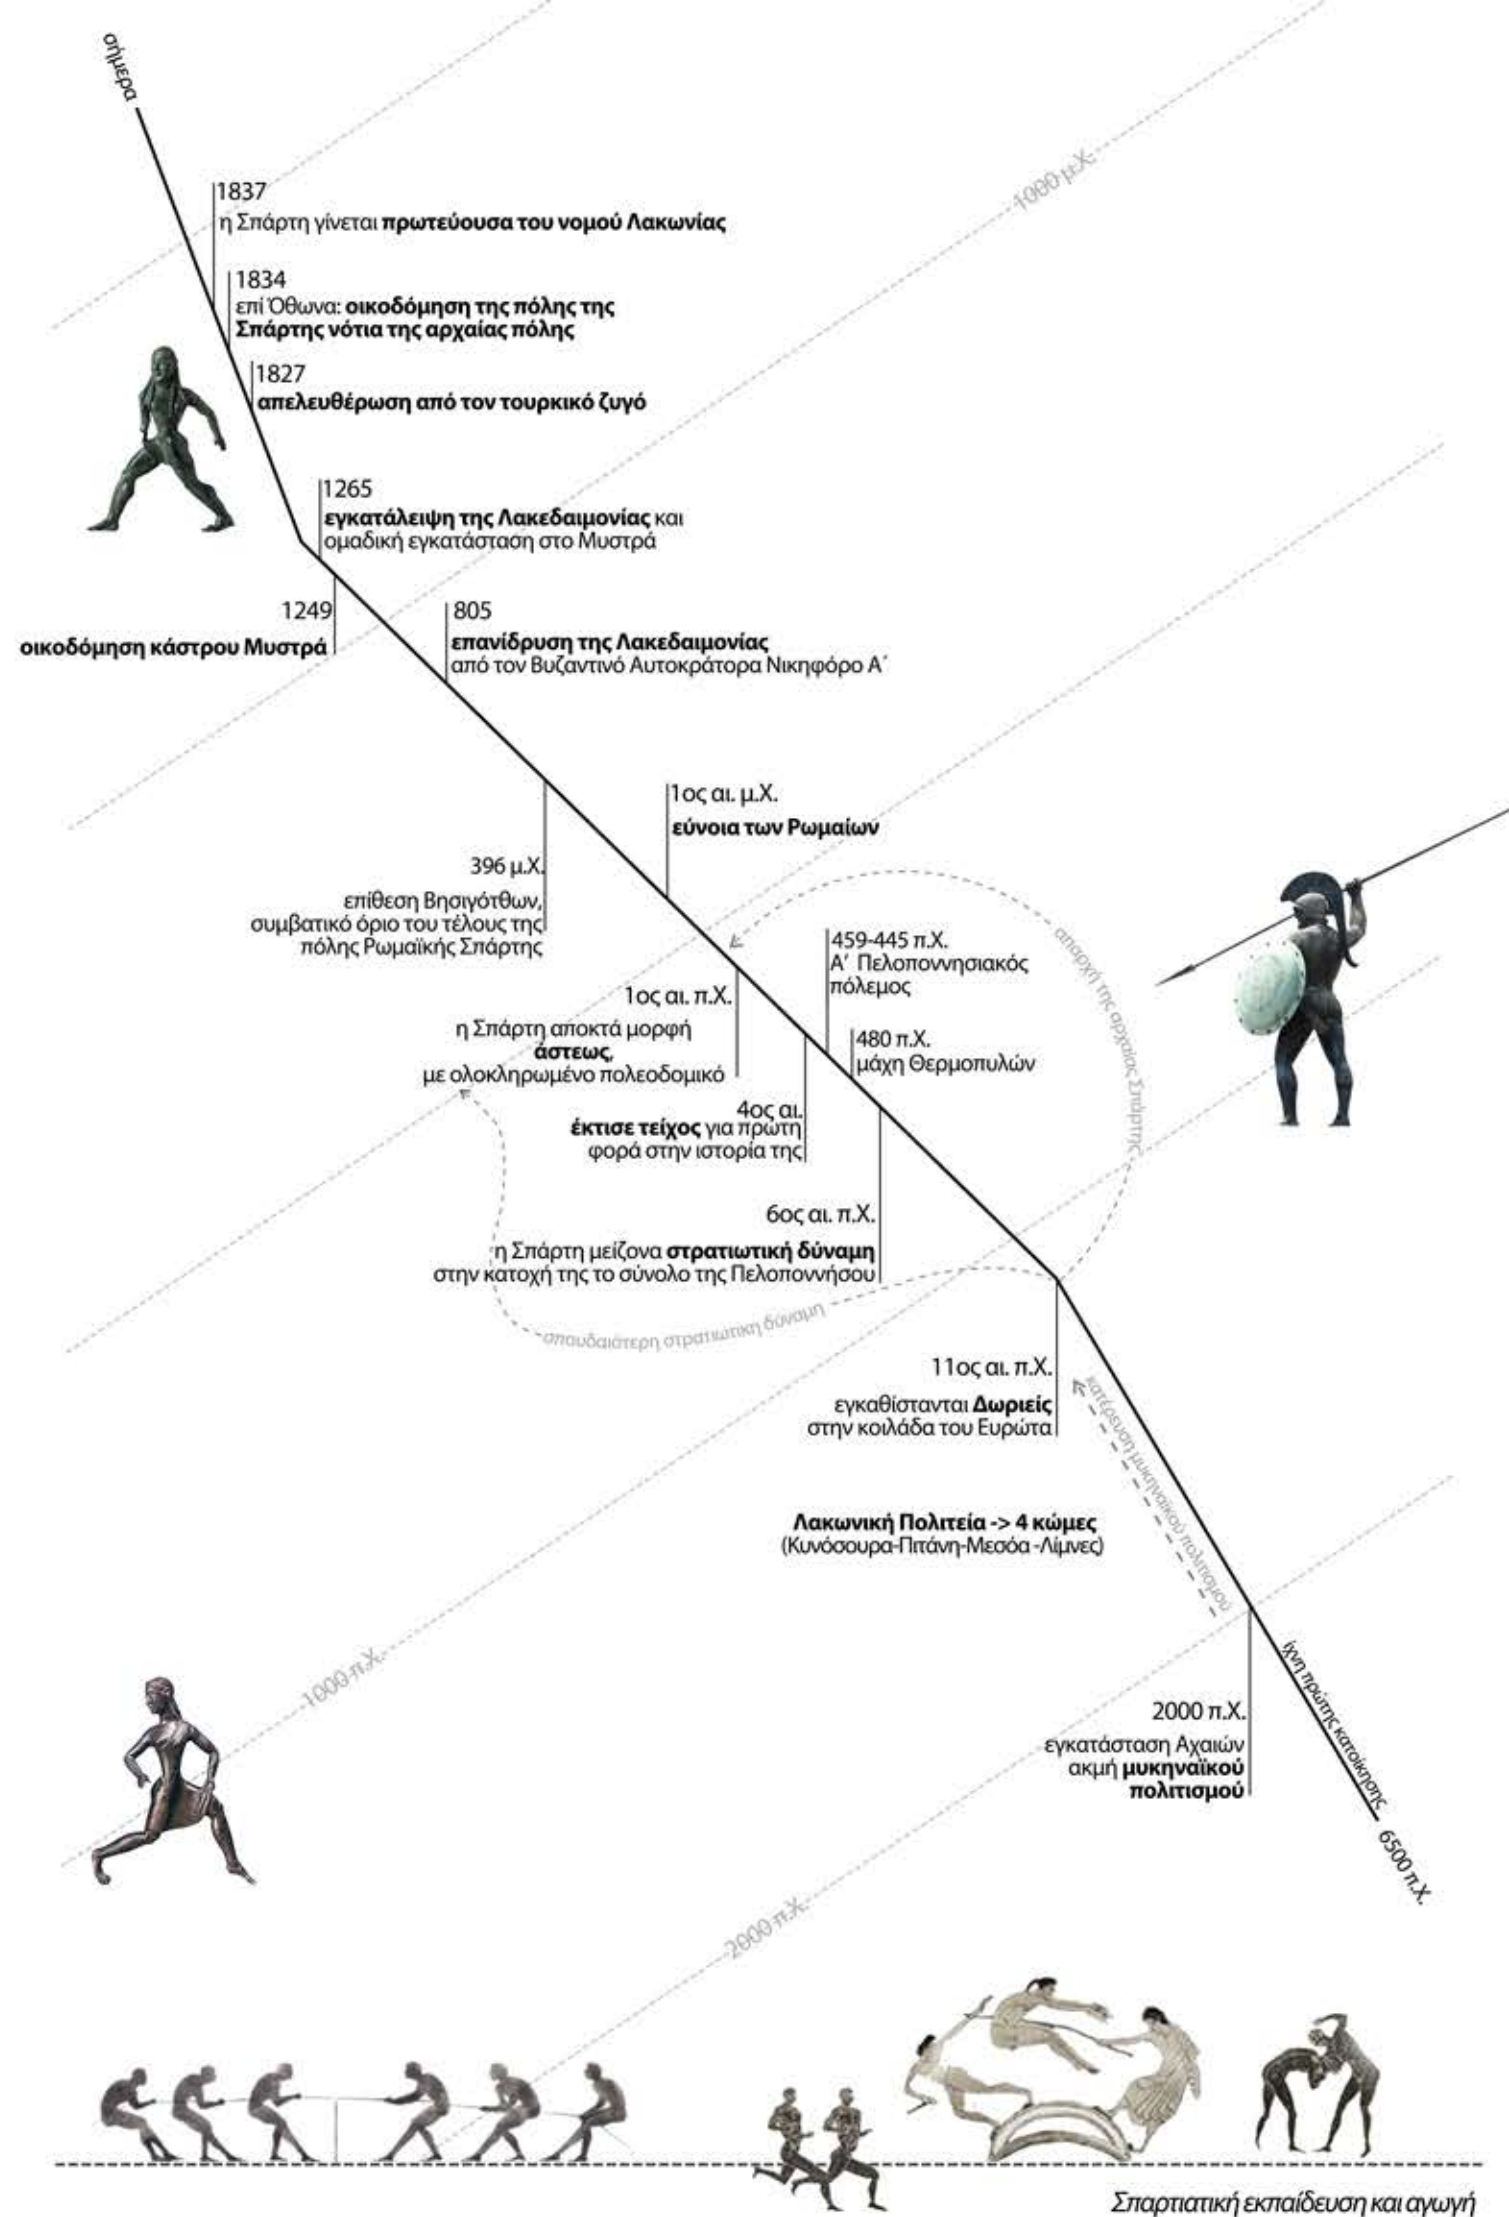 σήμερα
1837
η Σπάρτη γίνεται πρωτεύουσα του νομού Λακωνίας
1834
επί Όθωνα: οικοδόμηση της πόλης της
Σπάρτης νότια της αρχαίας πόλης
1827
απελευθέρωση από τον τουρκικό ζυγό
1000 μ.Χ.
1265
εγκατάλειψη της Λακεδαιμονίας και
ομαδική εγκατάσταση στο Μυστρά
1249
οικοδόμηση κάστρου Μυστρά
805
επανίδρυση της Λακεδαιμονίας
από τον Βυζαντινό Αυτοκράτορα Νικηφόρο Α΄
1ος αι. μ.Χ.
εύνοια των Ρωμαίων
396 μ.Χ.
επίθεση Βησιγότθων,
συμβατικό όριο του τέλους της
πόλης Ρωμαϊκής Σπάρτης
459-445 π.Χ.
Α΄ Πελοποννησιακός
πόλεμος
απαρχή της αρχαίας Σπάρτης
1ος αι. π.Χ.
η Σπάρτη αποκτά μορφή
άστεως,
με ολοκληρωμένο πολεοδομικό
480 π.Χ.
μάχη Θερμοπυλών
4ος αι.
έκτισε τείχος για πρώτη
φορά στην ιστορία της
6ος αι. π.Χ.
η Σπάρτη μείζονα στρατιωτική δύναμη
στην κατοχή της το σύνολο της Πελοποννήσου
σπουδαιότερη στρατιωτικη δύναμη
11ος αι. π.Χ.
εγκαθίστανται Δωριείς
στην κοιλάδα του Ευρώτα
κατέρευση μυκηναϊκού πολιτισμού
Λακωνική Πολιτεία -> 4 κώμες
(Κυνόσουρα-Πιτάνη-Μεσόα -Λίμνες)
1000 π.Χ.
ίχνη πρώτης κατοίκησης
2000 π.Χ.
εγκατάσταση Αχαιών
ακμή μυκηναϊκού
πολιτισμού
6500 π.Χ.
2000 π.Χ.
Σπαρτιατική εκπαίδευση και αγωγή